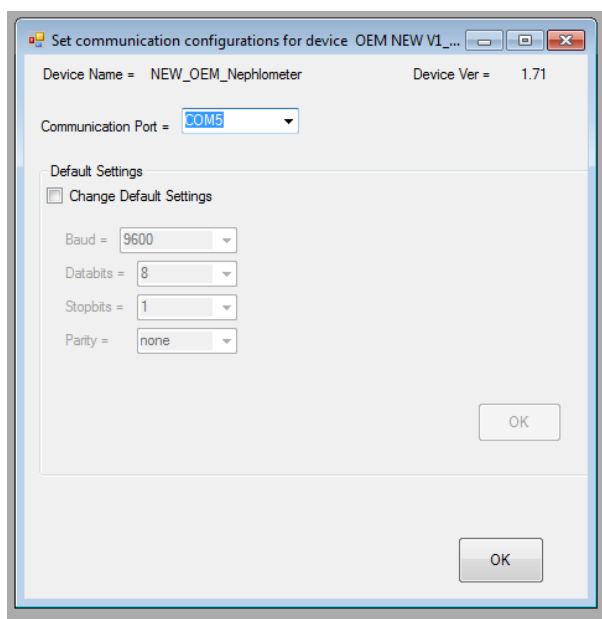 Set communication configurations for device OEM NEW V1_...
Device Name = NEW_OEM_Nephlometer Device Ver = 1.71
Communication Port = COM5
Default Settings
Change Default Settings
Baud = 9600
Databits = 8
Stopbits = 1
Parity = none
OK
OK